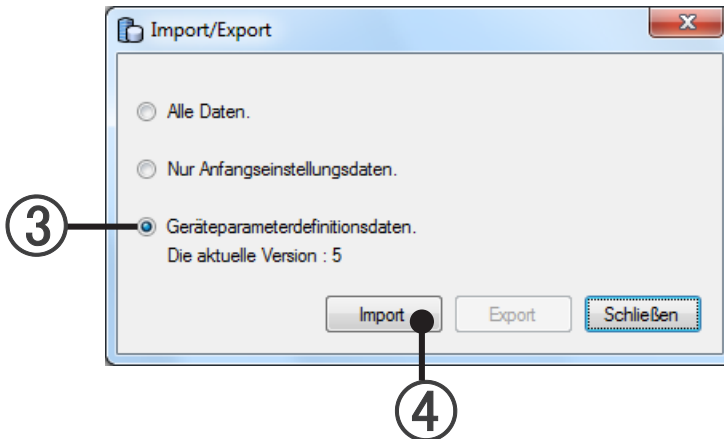 Import/Export
Alle Daten.
Nur Anfangseinstellungsdaten.
③
Geräteparameterdefinitionsdaten.
Die aktuelle Version : 5
Import Export Schließen
④